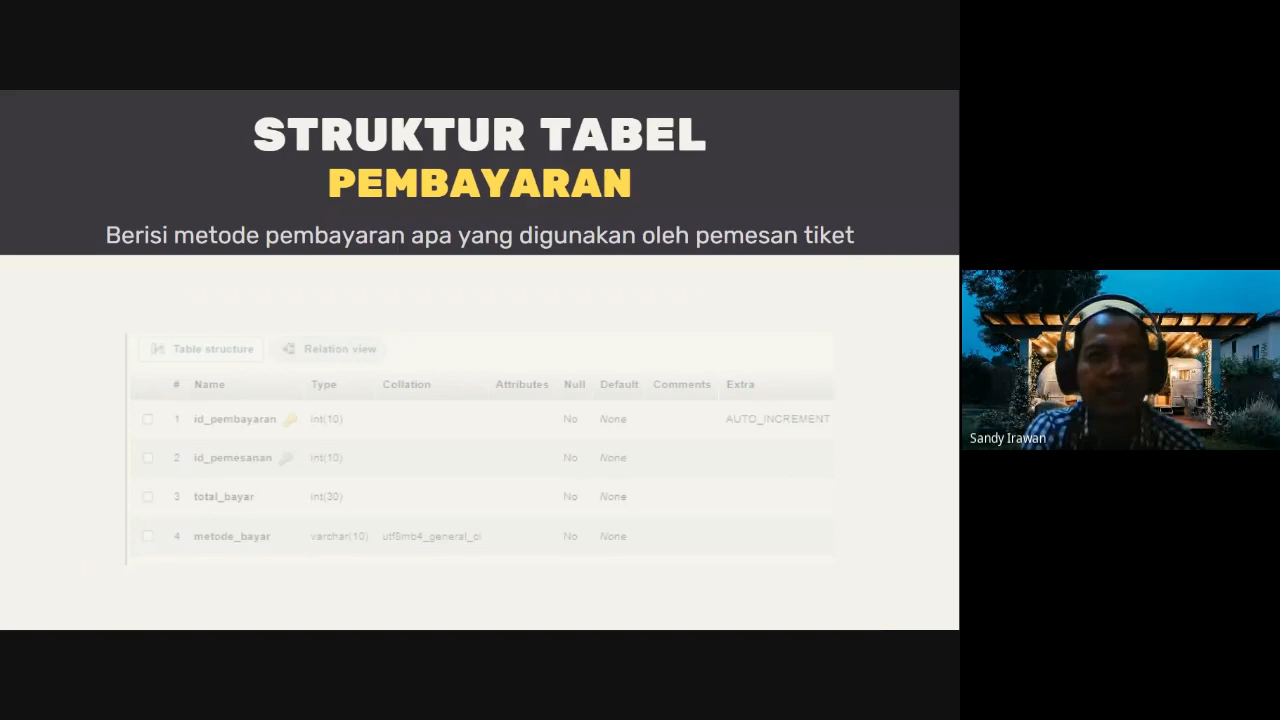 STRUKTUR TABEL
PEMBAYARAN
Berisi metode pembayaran apa yang digunakan oleh pemesan tiket
Table structure Relation view
# Name Type Collation Attributes Null Default Comments Extra
1 id_pembayaran int(10) No None AUTO_INCREMENT
2 id_pemesanan int(10) No None
3 total_bayar int(30) No None
4 metode_bayar varchar(10) utf8mb4_general_ci No None
Sandy Irawan